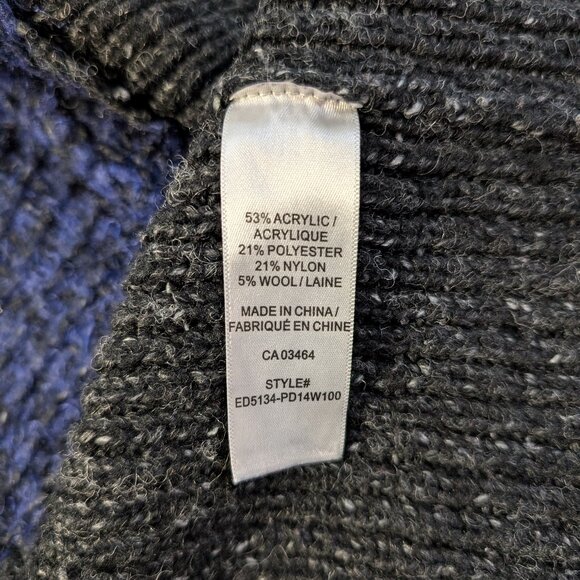 53% ACRYLIC /
ACRYLIQUE
21% POLYESTER
21% NYLON
5% WOOL / LAINE
MADE IN CHINA /
FABRIQUÉ EN CHINE
CA 03464
STYLE#
ED5134-PD14W100